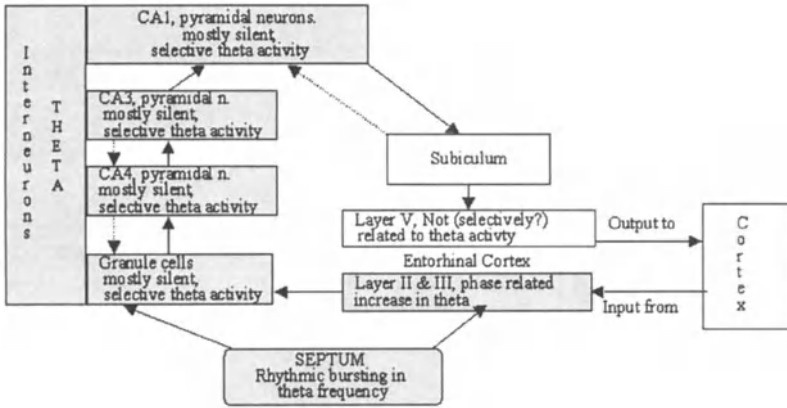 Interneurons
THETA
CA1, pyramidal neurons.
mostly silent,
selective theta activity
CA3, pyramidal n.
mostly silent,
selective theta activity
CA4, pyramidal n.
mostly silent,
selective theta activity
Granule cells
mostly silent,
selective theta activity
Subiculum
Layer V, Not (selectively?)
related to theta activty
Output to
Entorhinal Cortex
Layer II & III, phase related
increase in theta
Input from
Cortex
SEPTUM
Rhythmic bursting in
theta frequency